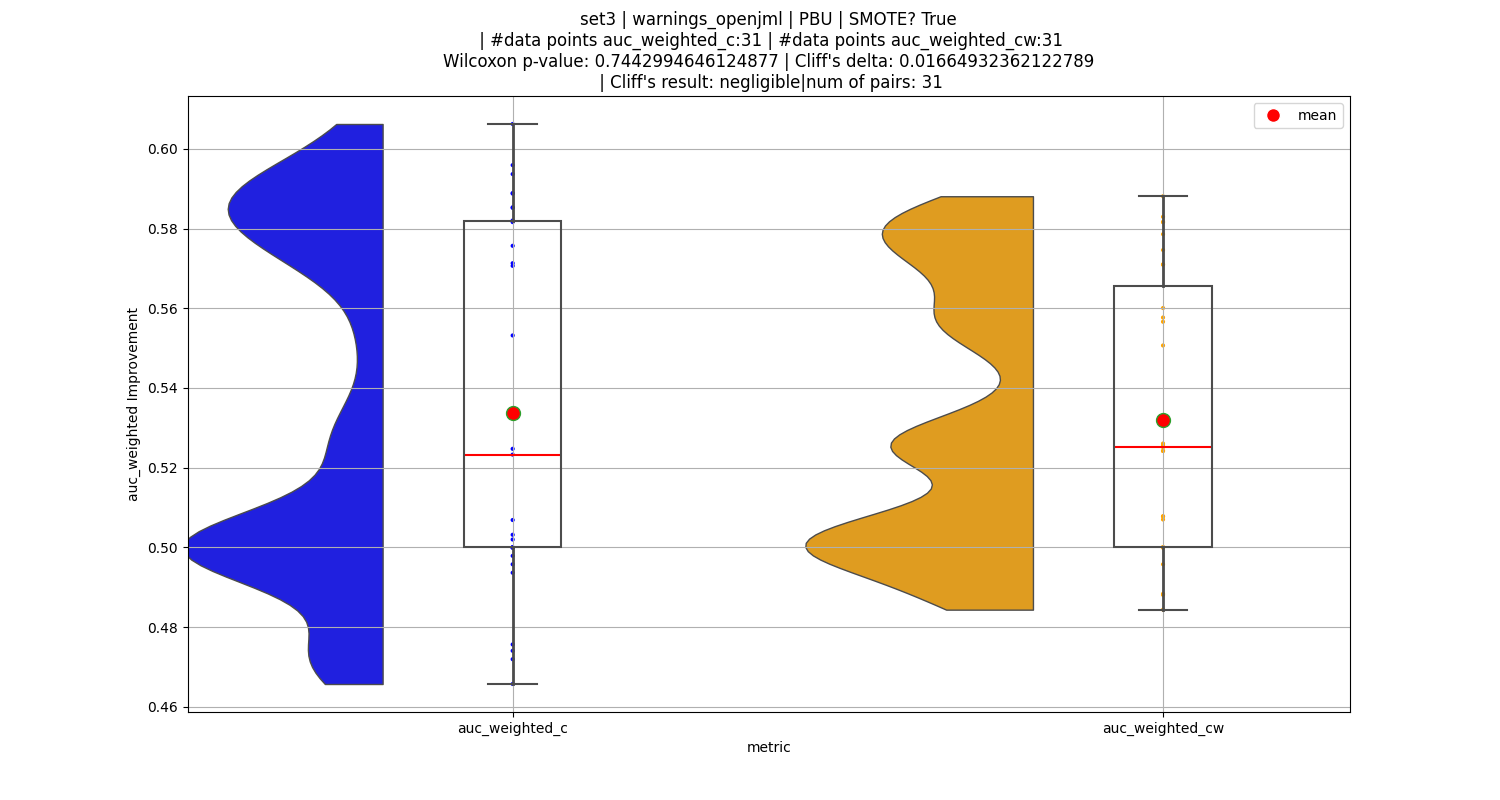 set3 | warnings_openjml | PBU | SMOTE? True
| #data points auc_weighted_c:31 | #data points auc_weighted_cw:31
Wilcoxon p-value: 0.7442994646124877 | Cliff's delta: 0.01664932362122789
| Cliff's result: negligible|num of pairs: 31
mean
0.60
0.58
0.56
0.54
0.52
0.50
0.48
0.46
auc_weighted Improvement
auc_weighted_c
auc_weighted_cw
metric